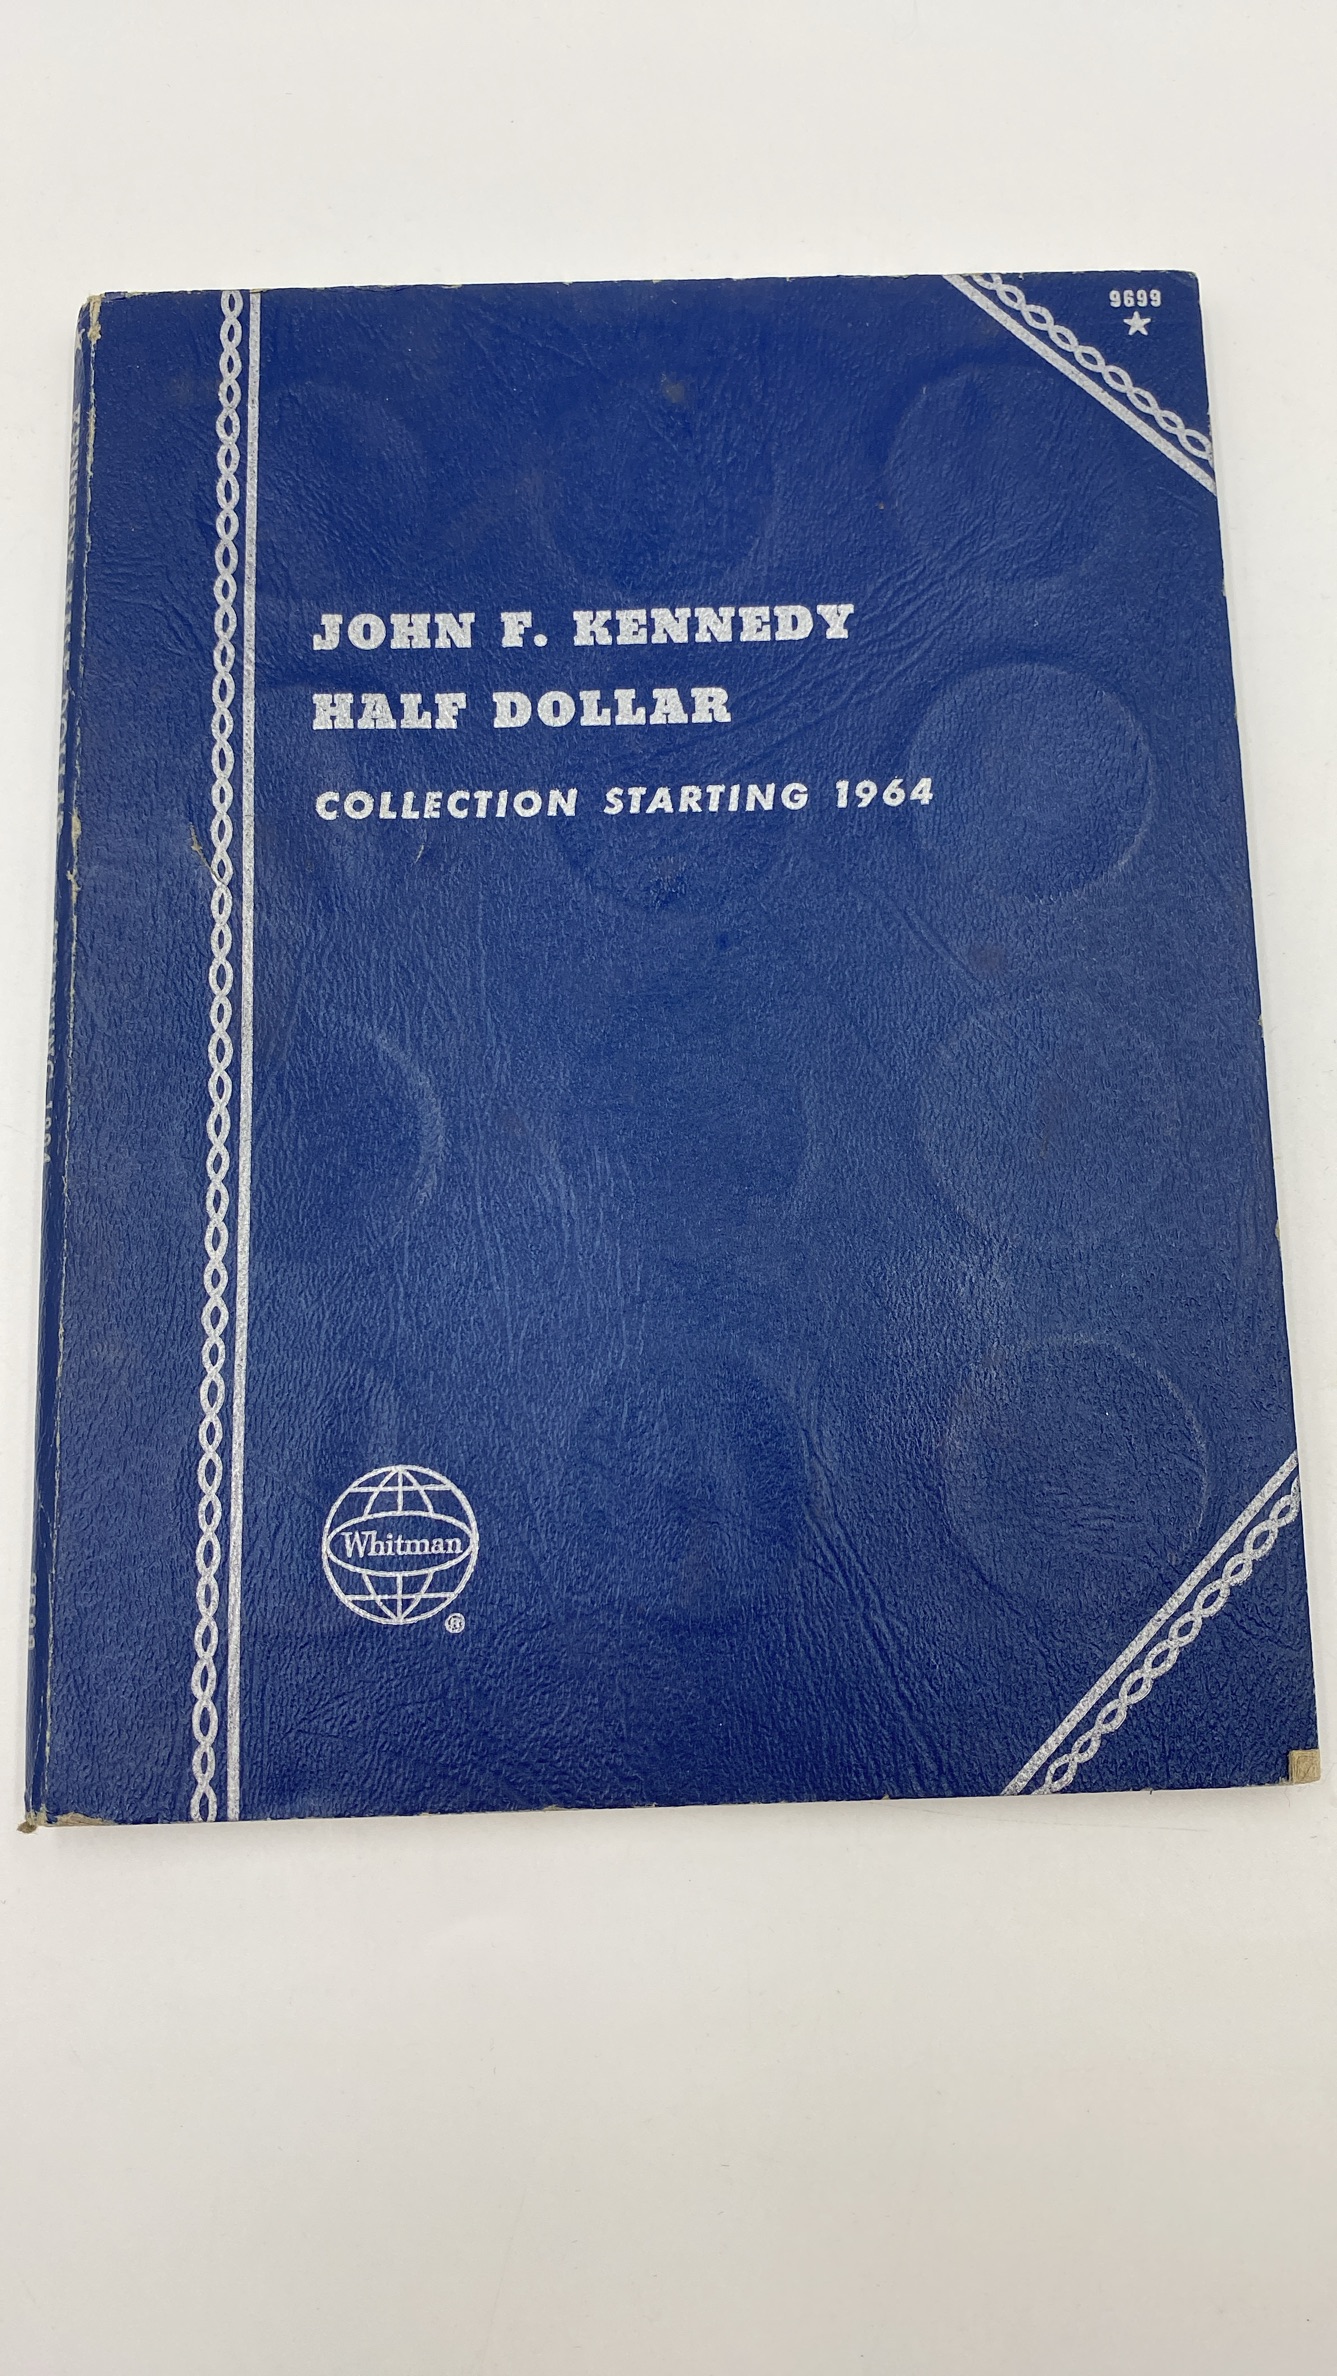 9699
JOHN F. KENNEDY
HALF DOLLAR
COLLECTION STARTING 1964
Whitman
®